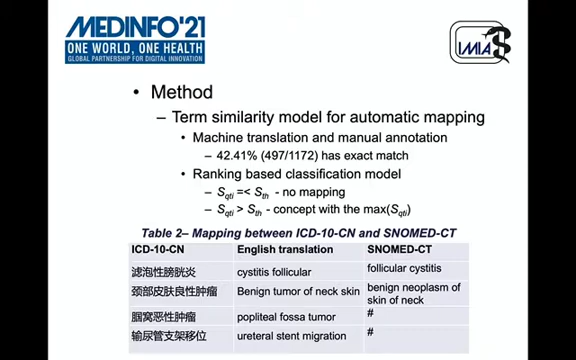 MEDINFO'21
ONE WORLD, ONE HEALTH
GLOBAL PARTNERSHIP FOR DIGITAL INNOVATION
IMIA
• Method
– Term similarity model for automatic mapping
• Machine translation and manual annotation
– 42.41% (497/1172) has exact match
• Ranking based classification model
– Sqti =< Sth - no mapping
– Sqti > Sth - concept with the max(Sqti)
Table 2– Mapping between ICD-10-CN and SNOMED-CT
ICD-10-CN English translation SNOMED-CT
滤泡性膀胱炎 cystitis follicular follicular cystitis
颈部皮肤良性肿瘤 Benign tumor of neck skin benign neoplasm of
skin of neck
腘窝恶性肿瘤 popliteal fossa tumor #
输尿管支架移位 ureteral stent migration #